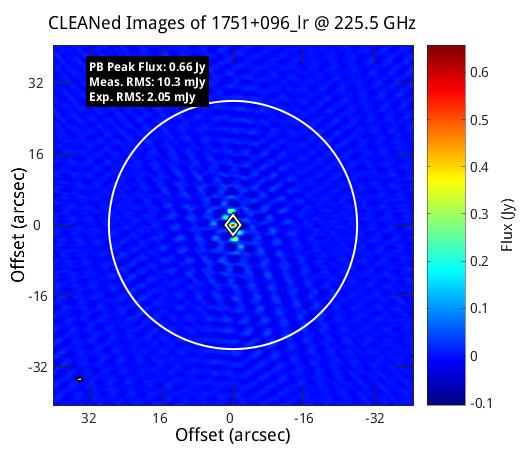 CLEANed Images of 1751+096_lr @ 225.5 GHz
PB Peak Flux: 0.66 Jy
Meas. RMS: 10.3 mJy
Exp. RMS: 2.05 mJy
32
16
0
-16
-32
Offset (arcsec)
32
16
0
-16
-32
Offset (arcsec)
0.6
0.5
0.4
0.3
0.2
0.1
0
-0.1
Flux (Jy)